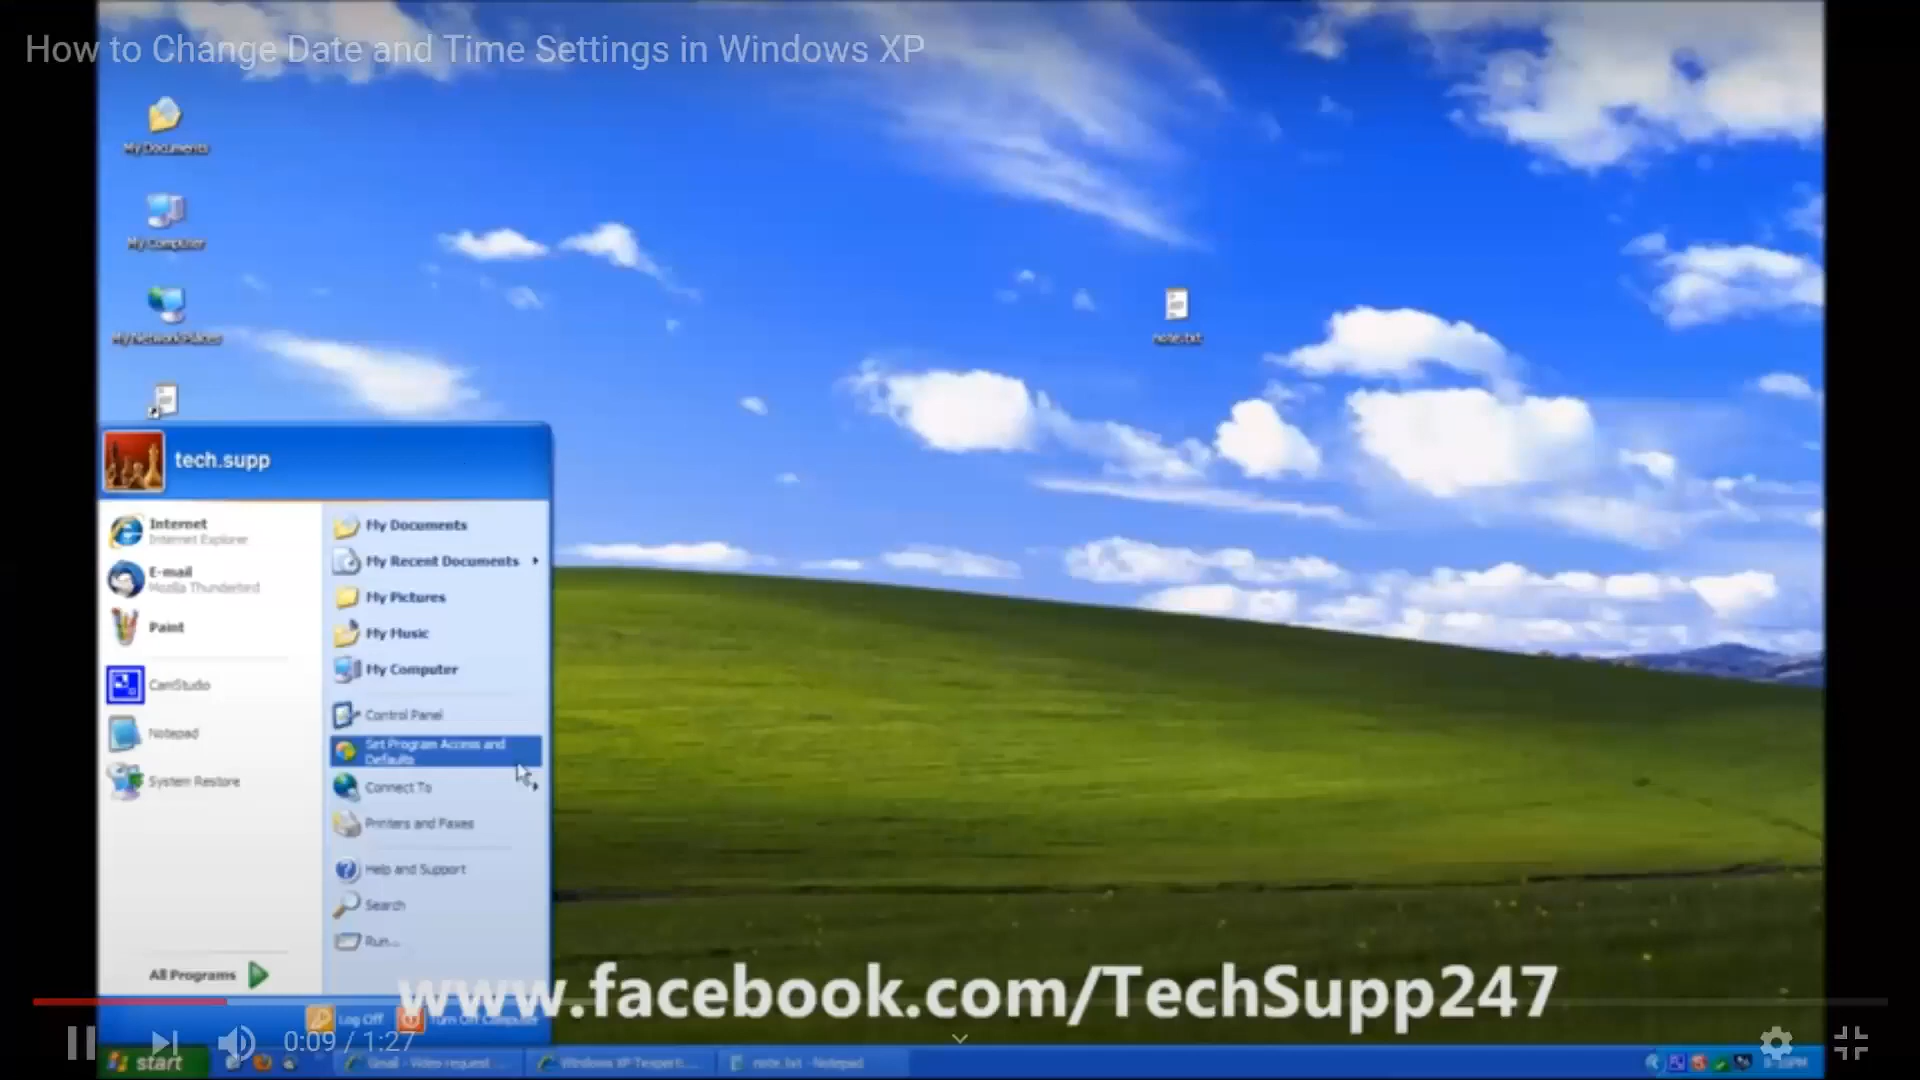 How to Change Date and Time Settings in Windows XP
My Documents
My Computer
My Network Places
note.txt
tech.supp
Internet
Internet Explorer
E-mail
Mozilla Thunderbird
Paint
CamStudio
Notepad
System Restore
All Programs
My Documents
My Recent Documents
My Pictures
My Music
My Computer
Control Panel
Set Program Access and
Defaults
Connect To
Printers and Faxes
Help and Support
Search
Run...
www.facebook.com/TechSupp247
Log Off
Turn Off Computer
0:09 / 1:27
start
Gmail - Video request
Windows XP
note.txt - Notepad